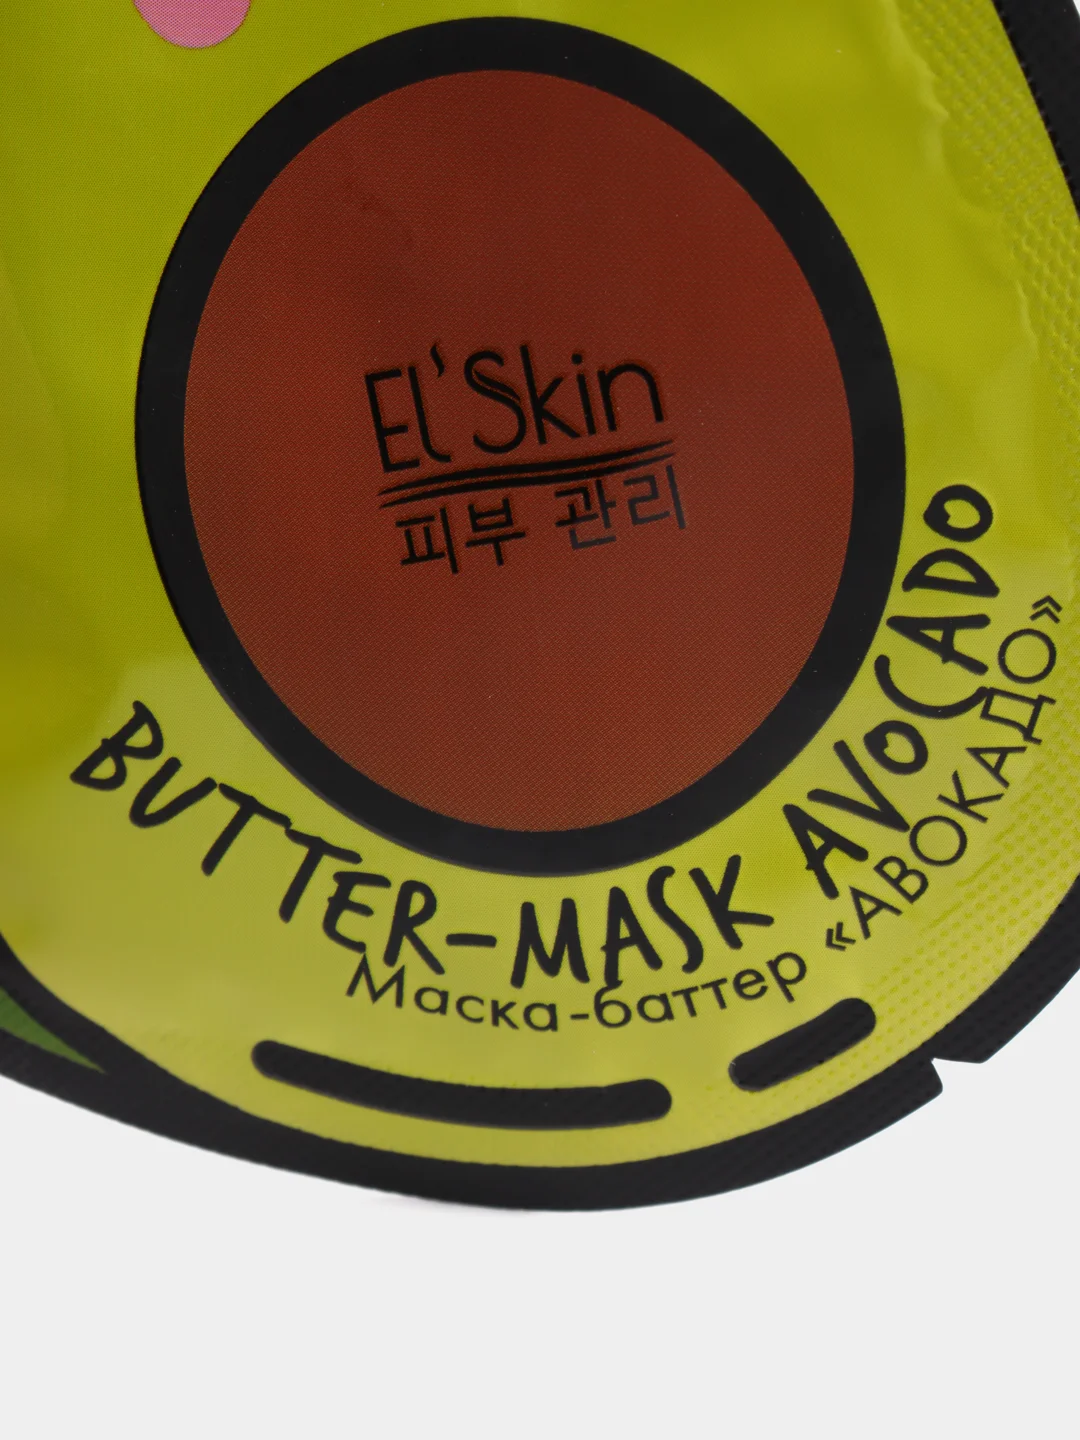 El'Skin
피부 관리
BUTTER-MASK AVOCADO
Маска-баттер «АВОКАДО»